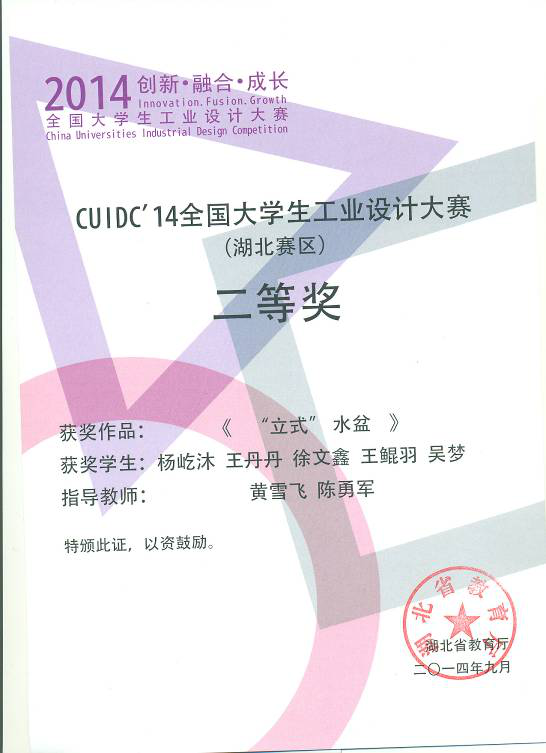 2014 创新·融合·成长
Innovation.Fusion.Growth
全国大学生工业设计大赛
China Universities Industrial Design Competition
CUIDC'14全国大学生工业设计大赛
(湖北赛区)
二等奖
获奖作品: 《 “立式”水盆 》
获奖学生: 杨屹沐 王丹丹 徐文鑫 王鲲羽 吴梦
指导教师: 黄雪飞 陈勇军
特颁此证，以资鼓励。
湖北省教育厅
湖北省教育厅
二〇一四年九月